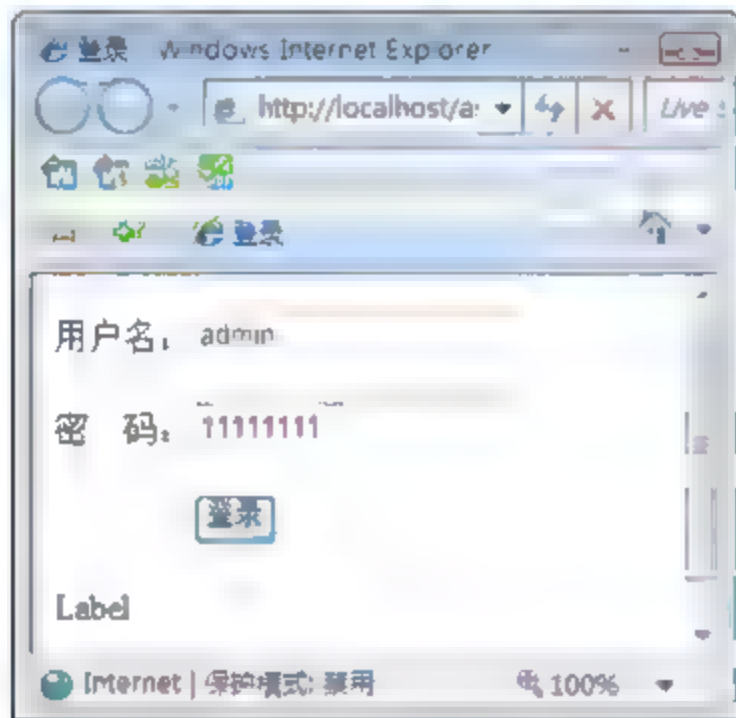 登录 Windows Internet Explorer
http://localhost/a: Live
登录
用户名: admin
密 码: 11111111
登录
Label
Internet | 保护模式: 禁用 100%